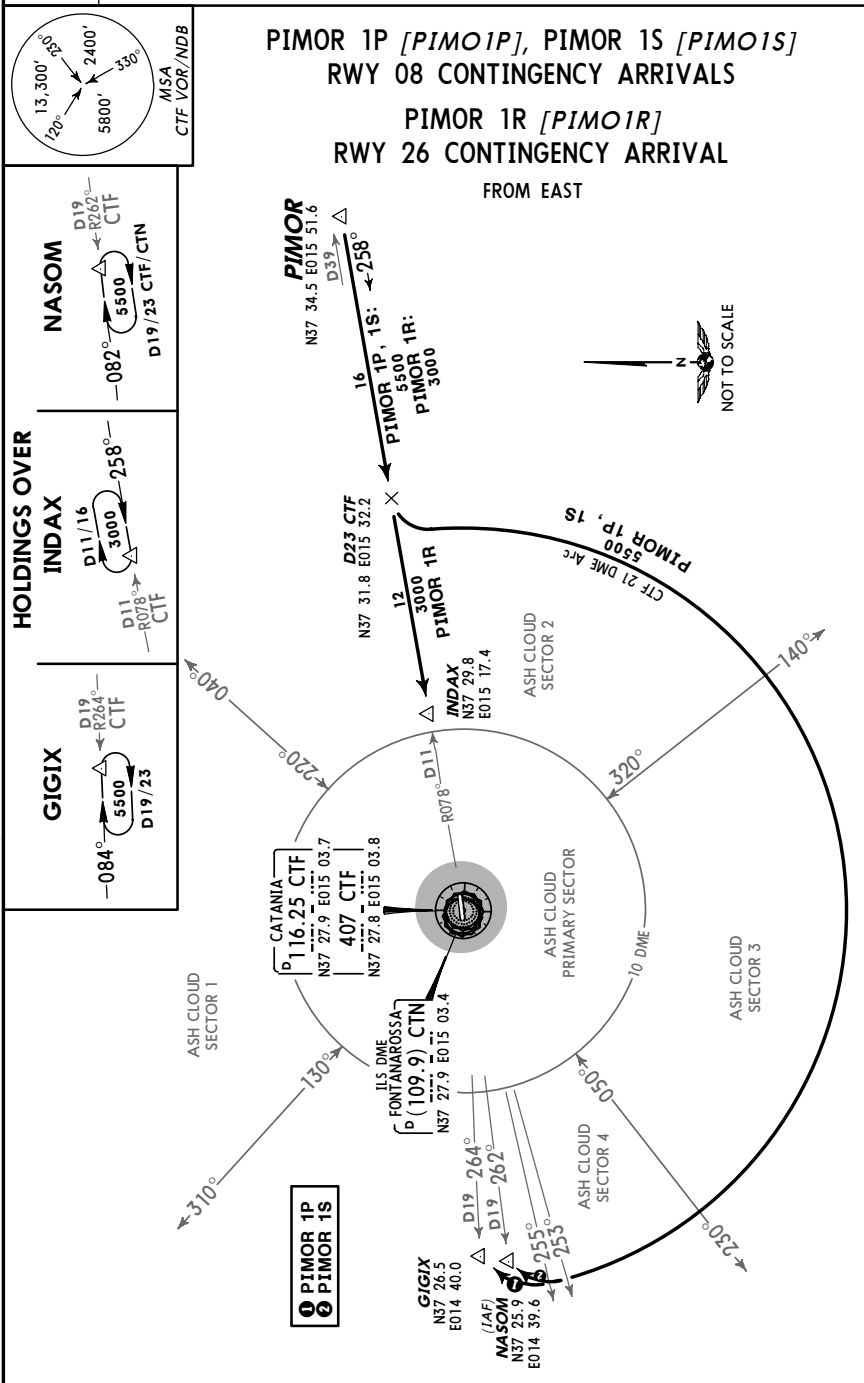 PIMOR 1P [PIMO1P], PIMOR 1S [PIMO1S]
RWY 08 CONTINGENCY ARRIVALS
PIMOR 1R [PIMO1R]
RWY 26 CONTINGENCY ARRIVAL
FROM EAST
13,300'
230°
2400'
330°
5800'
120°
MSA
CTF VOR/NDB
HOLDINGS OVER
GIGIX
D19
R264°
CTF
084°
5500
D19/23
INDAX
D11/16
258°
3000
D11
R078°
CTF
NASOM
D19
R262°
CTF
082°
5500
D19/23 CTF/CTN
PIMOR
N37 34.5 E015 51.6
D39
258°
16
PIMOR 1P, 1S:
5500
PIMOR 1R:
3000
D23 CTF
N37 31.8 E015 32.2
12
3000
PIMOR 1R
INDAX
N37 29.8
E015 17.4
D11
R078°
PIMOR 1P, 1S
5500
CTF 21 DME Arc
N
NOT TO SCALE
ASH CLOUD
SECTOR 1
ASH CLOUD
SECTOR 2
ASH CLOUD
SECTOR 3
ASH CLOUD
SECTOR 4
ASH CLOUD
PRIMARY SECTOR
10 DME
040°
220°
140°
320°
310°
130°
050°
230°
CATANIA
D 116.25 CTF
N37 27.9 E015 03.7
407 CTF
N37 27.8 E015 03.8
ILS DME
FONTANAROSSA
D (109.9) CTN
N37 27.9 E015 03.4
D19 264°
D19 262°
255°
253°
GIGIX
N37 26.5
E014 40.0
(IAF)
NASOM
N37 25.9
E014 39.6
1
2
1 PIMOR 1P
2 PIMOR 1S